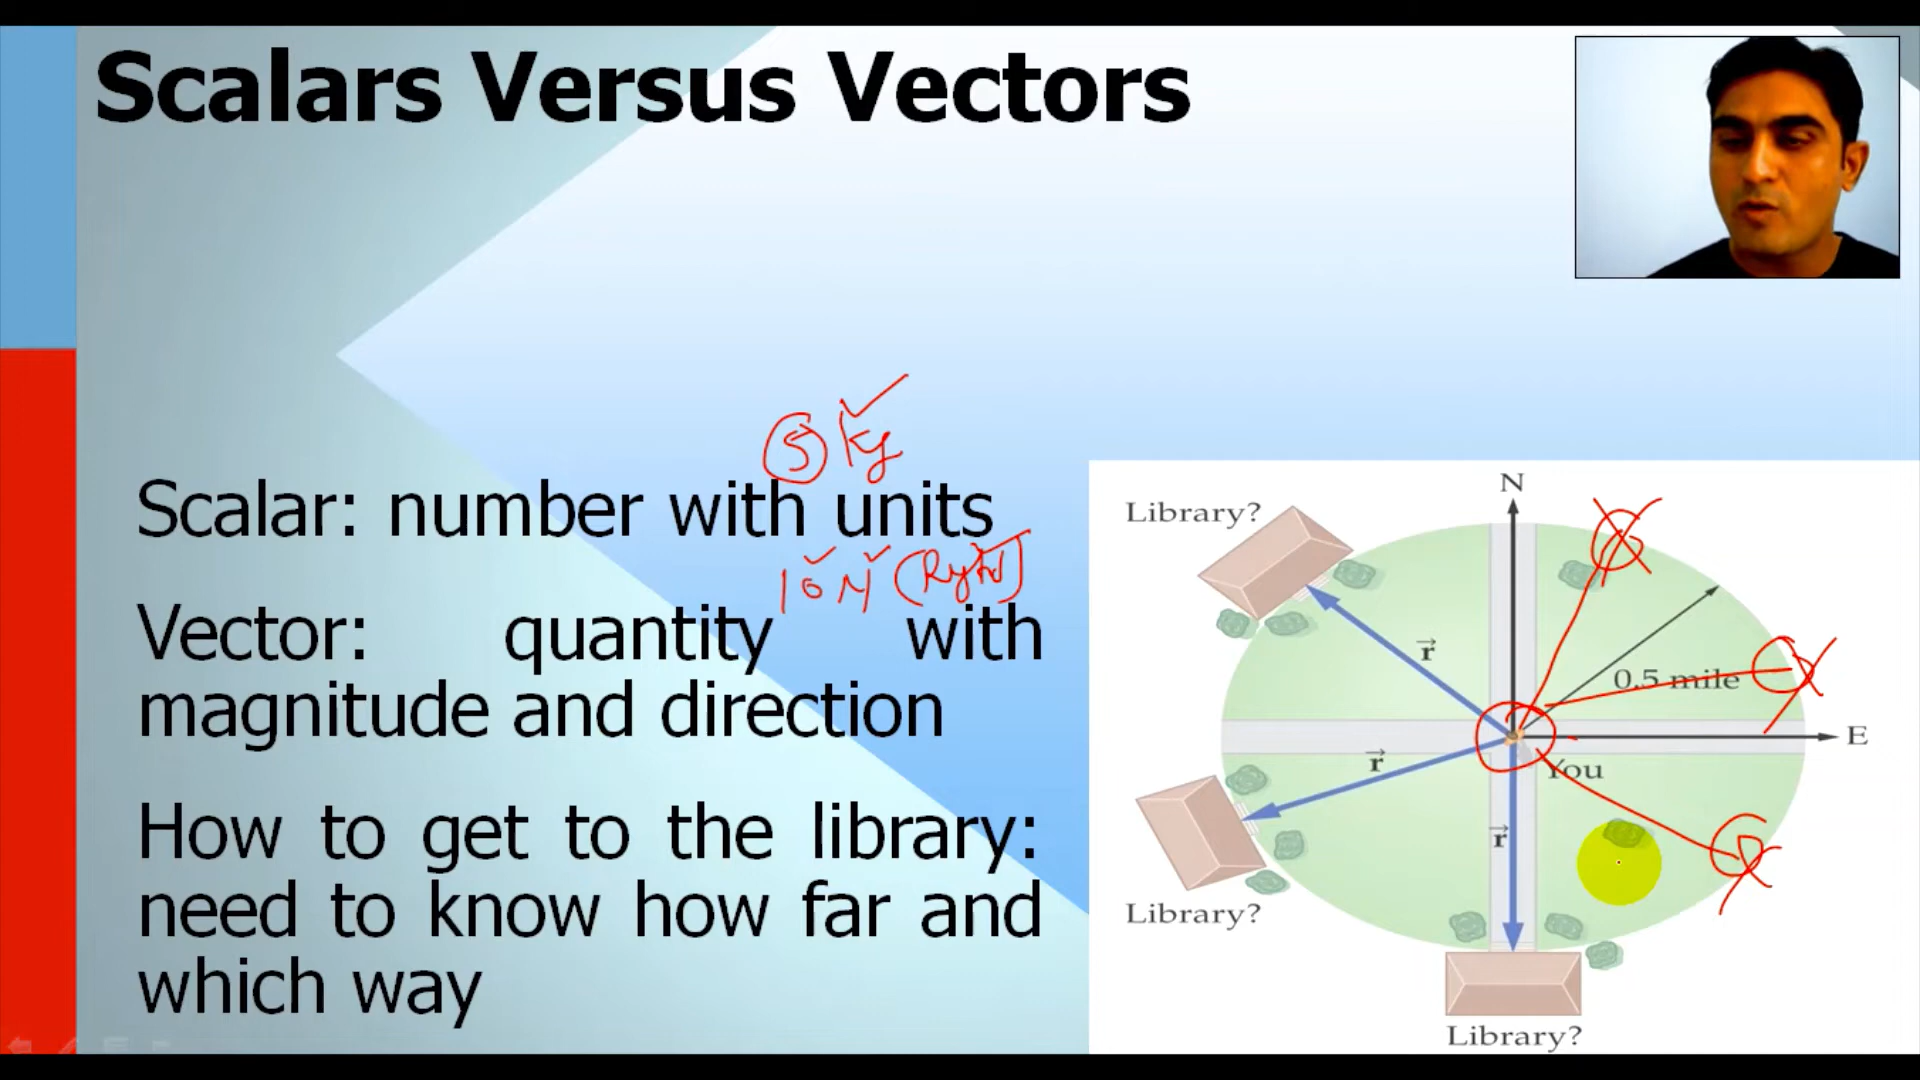 Scalars Versus Vectors
5 kg
Scalar: number with units
10 N (Right)
Vector: quantity with
magnitude and direction
How to get to the library:
need to know how far and
which way
N
Library?
r
0.5 mile
E
r
You
r
Library?
Library?